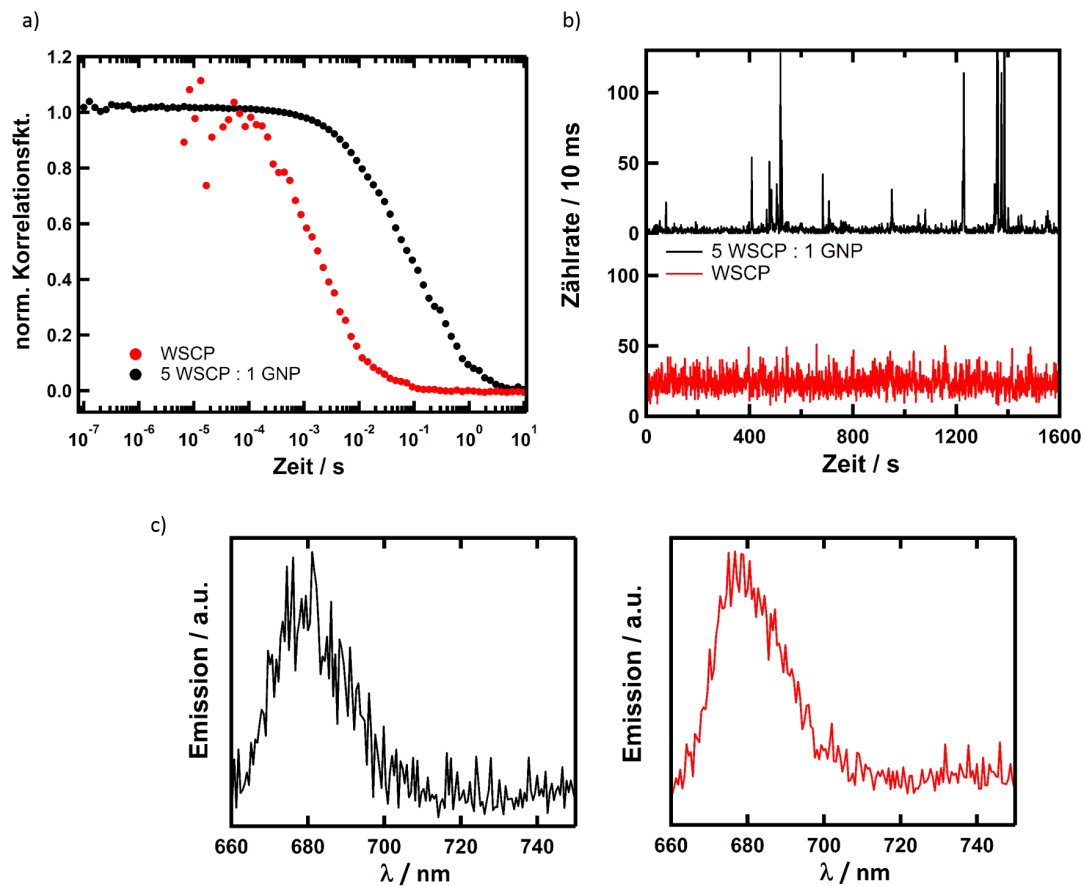 a)
norm. Korrelationsfkt.
1.2
1.0
0.8
0.6
0.4
0.2
0.0
WSCP
5 WSCP : 1 GNP
10⁻⁷ 10⁻⁶ 10⁻⁵ 10⁻⁴ 10⁻³ 10⁻² 10⁻¹ 10⁰ 10¹
Zeit / s
b)
Zählrate / 10 ms
100
50
0
5 WSCP : 1 GNP
WSCP
100
50
0
0 400 800 1200 1600
Zeit / s
c)
Emission / a.u.
660 680 700 720 740
λ / nm
Emission / a.u.
660 680 700 720 740
λ / nm